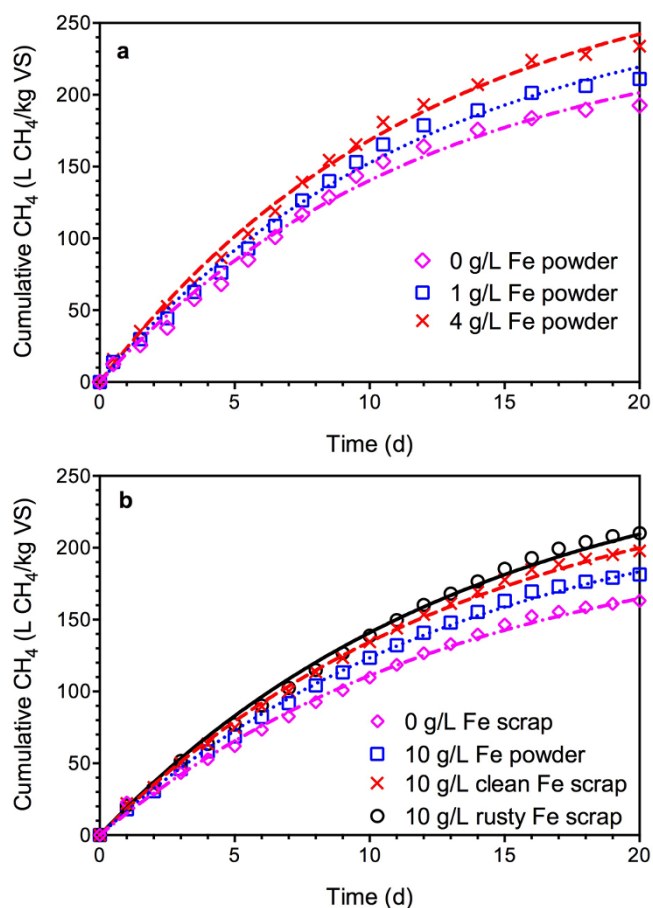 250
a
200
150
100
50
0
0 5 10 15 20
Cumulative CH4 (L CH4/kg VS)
0 g/L Fe powder
1 g/L Fe powder
4 g/L Fe powder
Time (d)
250
b
200
150
100
50
0
0 5 10 15 20
Cumulative CH4 (L CH4/kg VS)
0 g/L Fe scrap
10 g/L Fe powder
10 g/L clean Fe scrap
10 g/L rusty Fe scrap
Time (d)